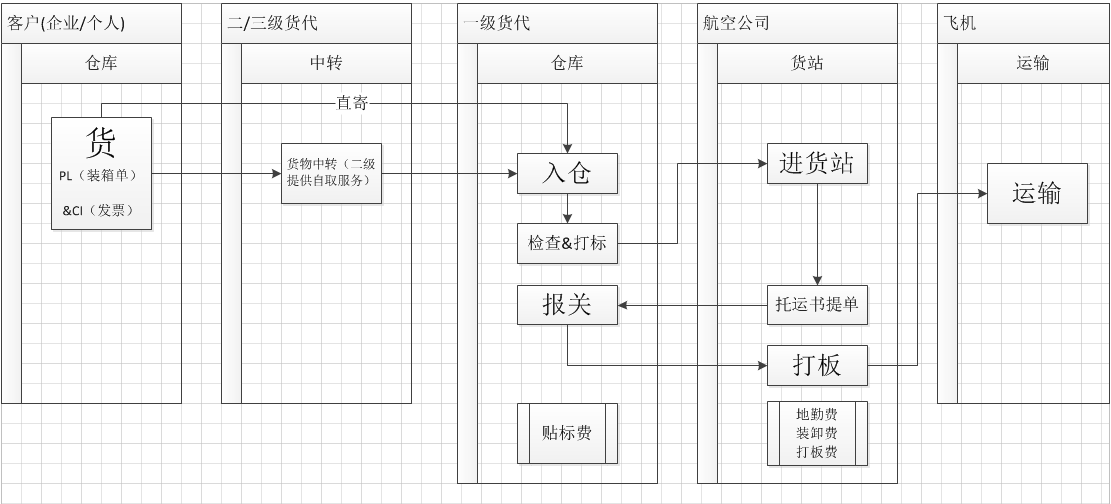 客户(企业/个人)
二/三级货代
一级货代
航空公司
飞机
仓库
中转
仓库
货站
运输
直寄
货
PL（装箱单）
&CI（发票）
货物中转（二级
提供自取服务）
入仓
检查&打标
报关
贴标费
进货站
托运书提单
打板
地勤费
装卸费
打板费
运输